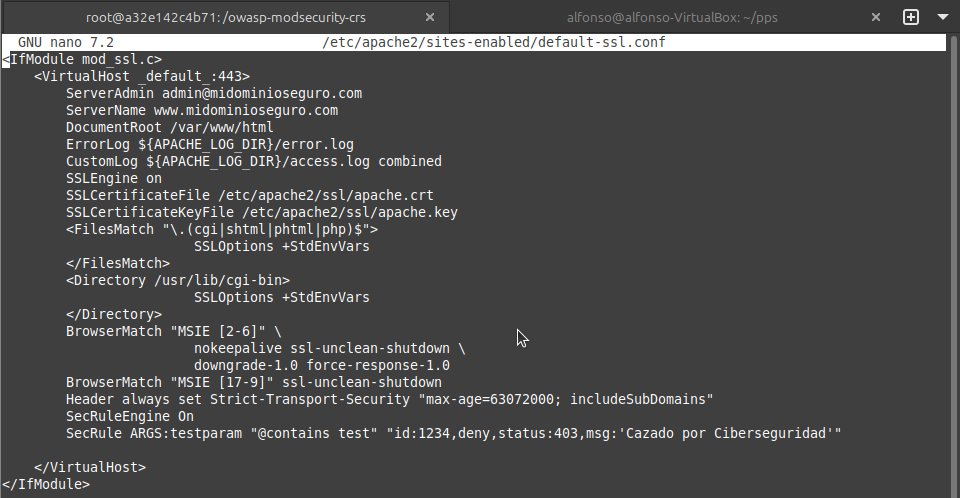 root@a32e142c4b71: /owasp-modsecurity-crs
alfonso@alfonso-VirtualBox: ~/pps
GNU nano 7.2 /etc/apache2/sites-enabled/default-ssl.conf
<IfModule mod_ssl.c>
<VirtualHost _default_:443>
ServerAdmin admin@midominioseguro.com
ServerName www.midominioseguro.com
DocumentRoot /var/www/html
ErrorLog ${APACHE_LOG_DIR}/error.log
CustomLog ${APACHE_LOG_DIR}/access.log combined
SSLEngine on
SSLCertificateFile /etc/apache2/ssl/apache.crt
SSLCertificateKeyFile /etc/apache2/ssl/apache.key
<FilesMatch "\.(cgi|shtml|phtml|php)$">
SSLOptions +StdEnvVars
</FilesMatch>
<Directory /usr/lib/cgi-bin>
SSLOptions +StdEnvVars
</Directory>
BrowserMatch "MSIE [2-6]" \
nokeepalive ssl-unclean-shutdown \
downgrade-1.0 force-response-1.0
BrowserMatch "MSIE [17-9]" ssl-unclean-shutdown
Header always set Strict-Transport-Security "max-age=63072000; includeSubDomains"
SecRuleEngine On
SecRule ARGS:testparam "@contains test" "id:1234,deny,status:403,msg:'Cazado por Ciberseguridad'"
</VirtualHost>
</IfModule>